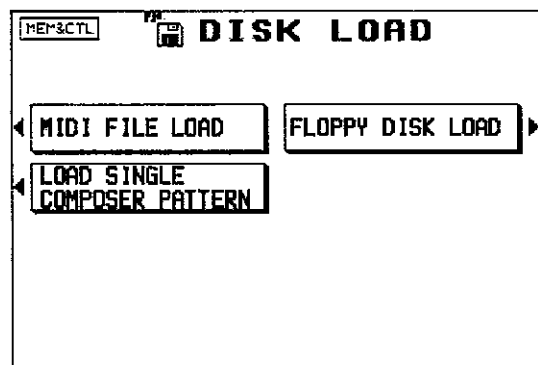 MEM&CTL
DISK LOAD
MIDI FILE LOAD
FLOPPY DISK LOAD
LOAD SINGLE
COMPOSER PATTERN